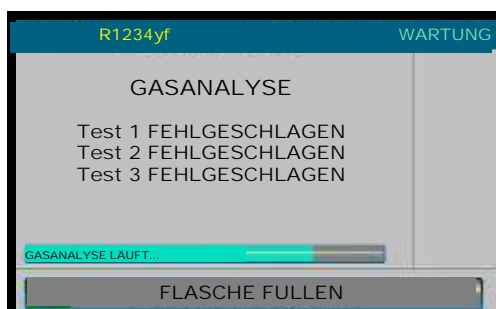 R1234yf WARTUNG
GASANALYSE
Test 1 FEHLGESCHLAGEN
Test 2 FEHLGESCHLAGEN
Test 3 FEHLGESCHLAGEN
GASANALYSE LÄUFT...
FLASCHE FULLEN